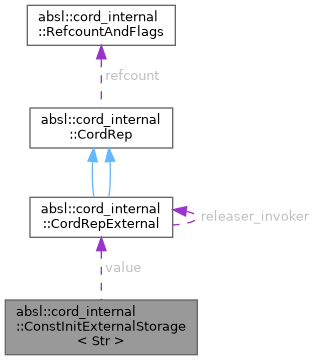 absl::cord_internal
::RefcountAndFlags
refcount
absl::cord_internal
::CordRep
absl::cord_internal
::CordRepExternal
releaser_invoker
value
absl::cord_internal
::ConstInitExternalStorage
< Str >